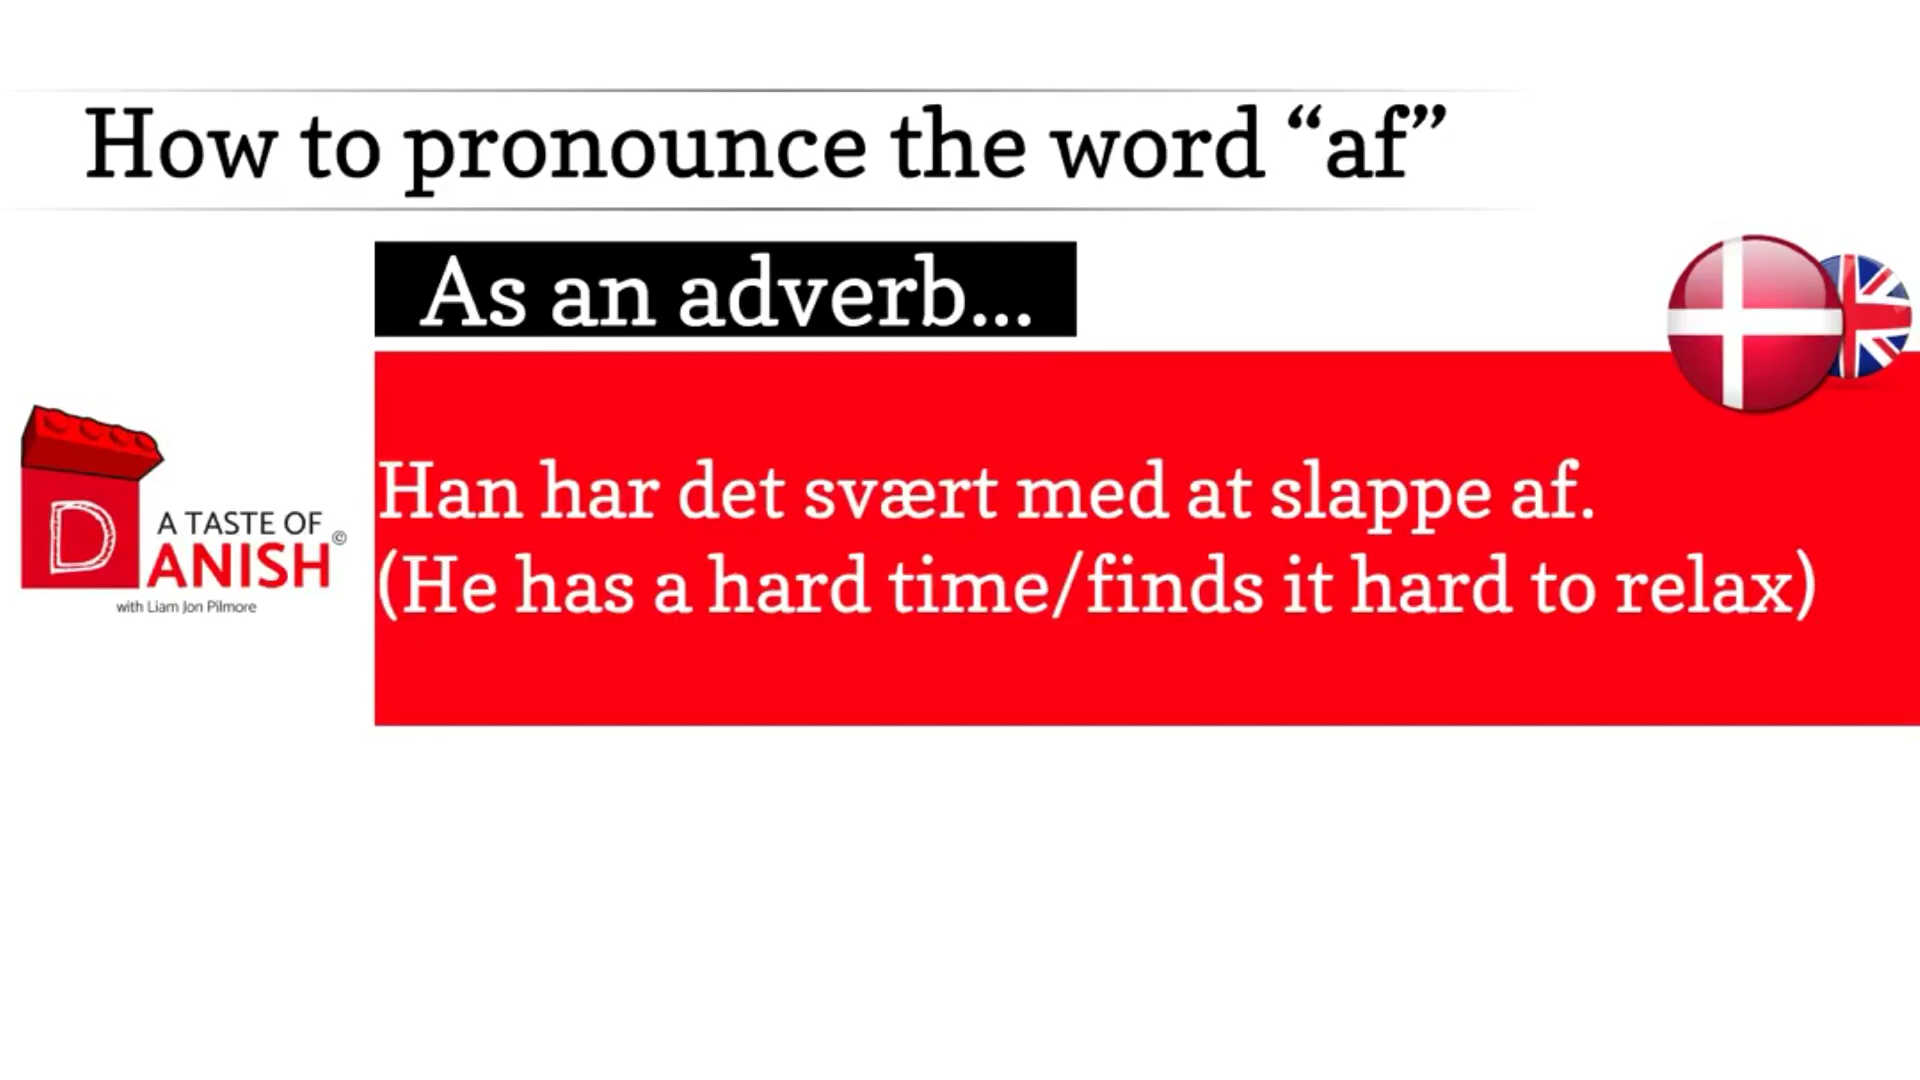 How to pronounce the word “af”
As an adverb...
Han har det svært med at slappe af.
(He has a hard time/finds it hard to relax)
D
A TASTE OF
ANISH©
with Liam Jon Pilmore